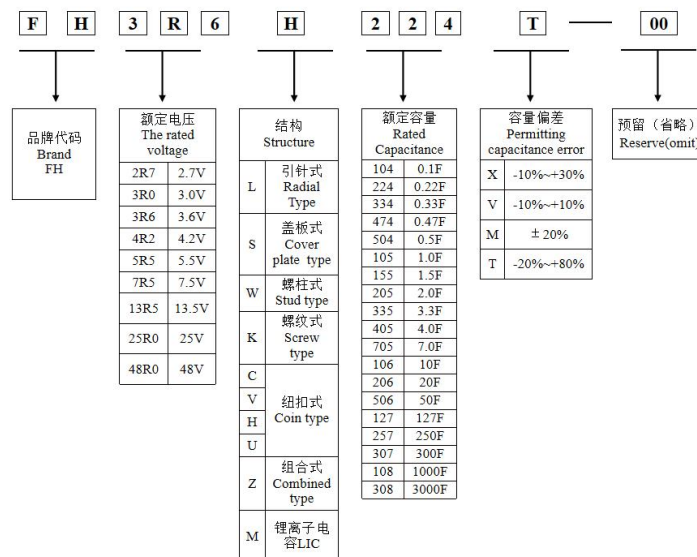 F H 3 R 6 H 2 2 4 T — 00
品牌代码
Brand
FH
额定电压
The rated
voltage
2R7 2.7V
3R0 3.0V
3R6 3.6V
4R2 4.2V
5R5 5.5V
7R5 7.5V
13R5 13.5V
25R0 25V
48R0 48V
结构
Structure
L 引针式
Radial
Type
S 盖板式
Cover
plate type
W 螺柱式
Stud type
K 螺纹式
Screw
type
C
V
H
U
纽扣式
Coin type
Z 组合式
Combined
type
M 锂离子电
容LIC
额定容量
Rated
Capacitance
104 0.1F
224 0.22F
334 0.33F
474 0.47F
504 0.5F
105 1.0F
155 1.5F
205 2.0F
335 3.3F
405 4.0F
705 7.0F
106 10F
206 20F
506 50F
127 127F
257 250F
307 300F
108 1000F
308 3000F
容量偏差
Permitting
capacitance error
X -10%~+30%
V -10%~+10%
M ±20%
T -20%~+80%
预留（省略）
Reserve(omit)